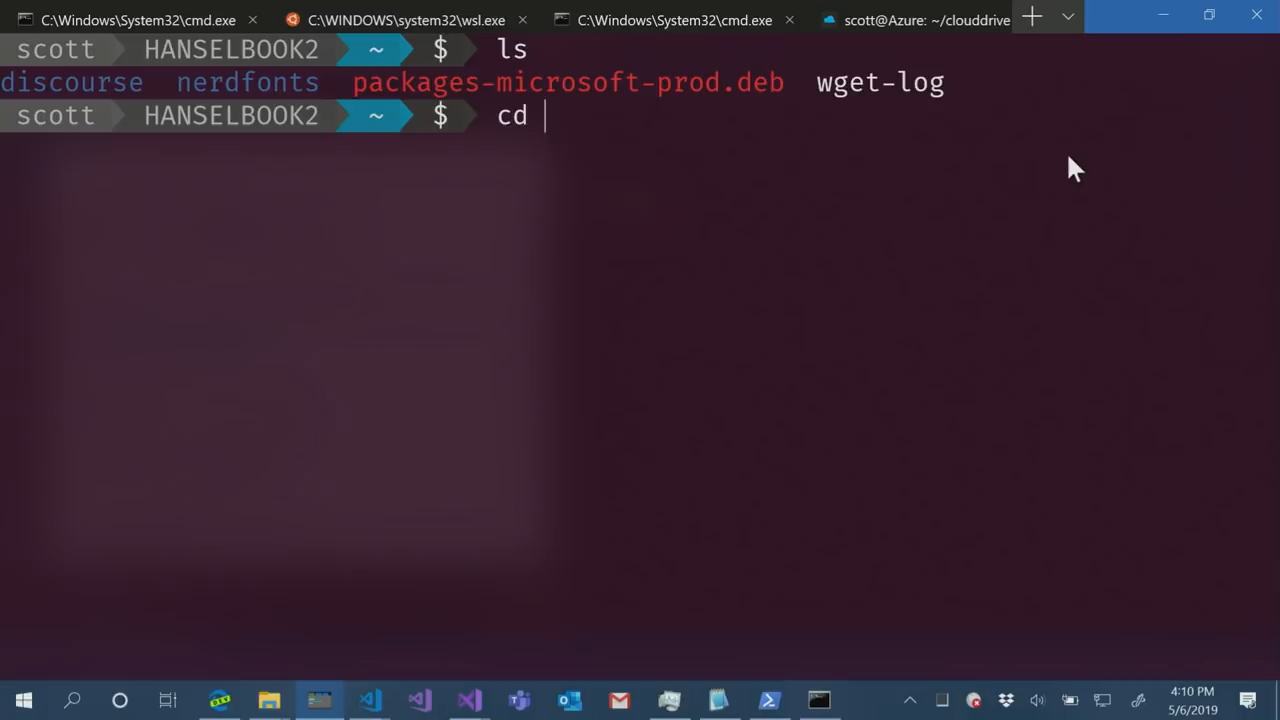 C:\Windows\System32\cmd.exe C:\WINDOWS\system32\wsl.exe C:\Windows\System32\cmd.exe scott@Azure: ~/clouddrive
scott HANSELBOOK2 ~ $ ls
discourse nerdfonts packages-microsoft-prod.deb wget-log
scott HANSELBOOK2 ~ $ cd
4:10 PM
5/6/2019